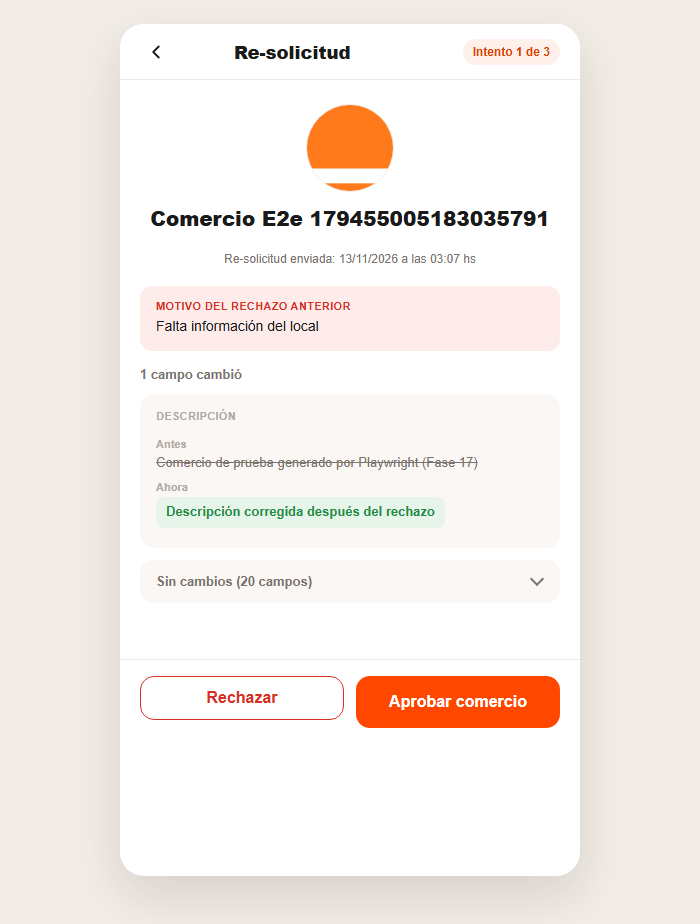 Re-solicitud
Intento 1 de 3
Comercio E2e 179455005183035791
Re-solicitud enviada: 13/11/2026 a las 03:07 hs
MOTIVO DEL RECHAZO ANTERIOR
Falta información del local
1 campo cambió
DESCRIPCIÓN
Antes
Comercio de prueba generado por Playwright (Fase 17)
Ahora
Descripción corregida después del rechazo
Sin cambios (20 campos)
Rechazar
Aprobar comercio